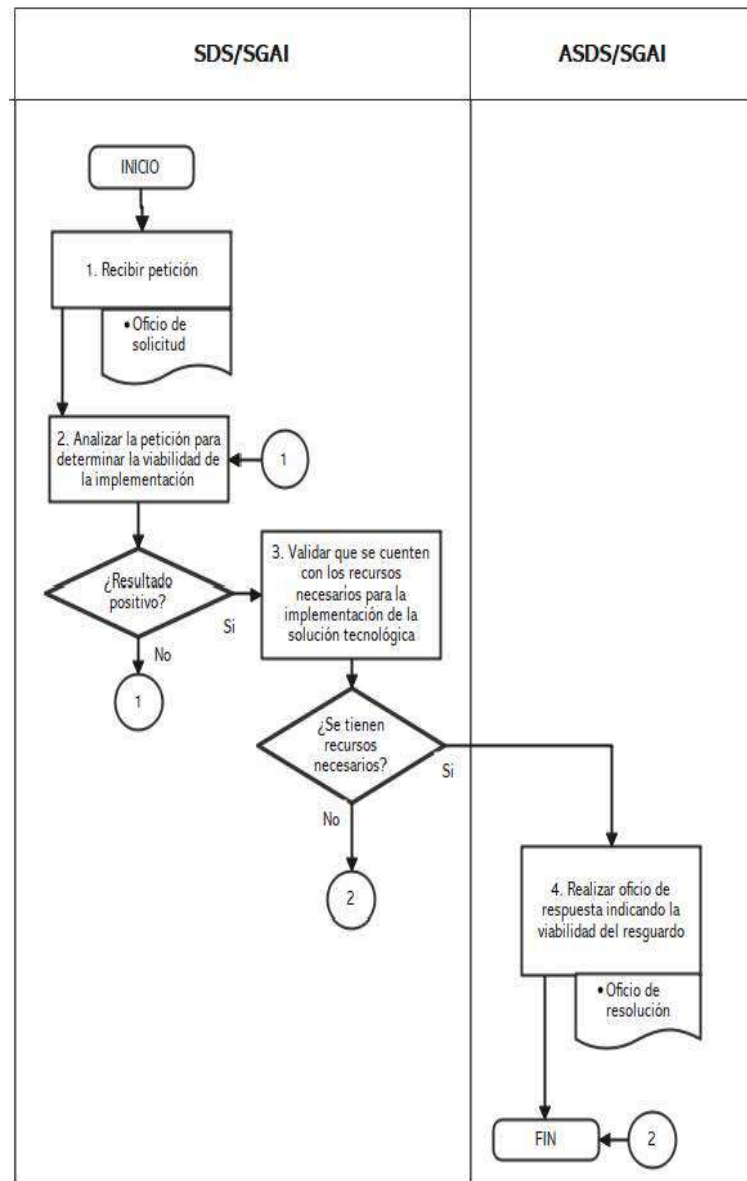 SDS/SGAI
ASDS/SGAI
INICIO
1. Recibir petición
• Oficio de
solicitud
2. Analizar la petición para
determinar la viabilidad de
la implementación
1
¿Resultado
positivo?
Si
No
1
3. Validar que se cuenten
con los recursos
necesarios para la
implementación de la
solución tecnológica
¿Se tienen
recursos
necesarios?
Si
No
2
4. Realizar oficio de
respuesta indicando la
viabilidad del resguardo
• Oficio de
resolución
FIN
2